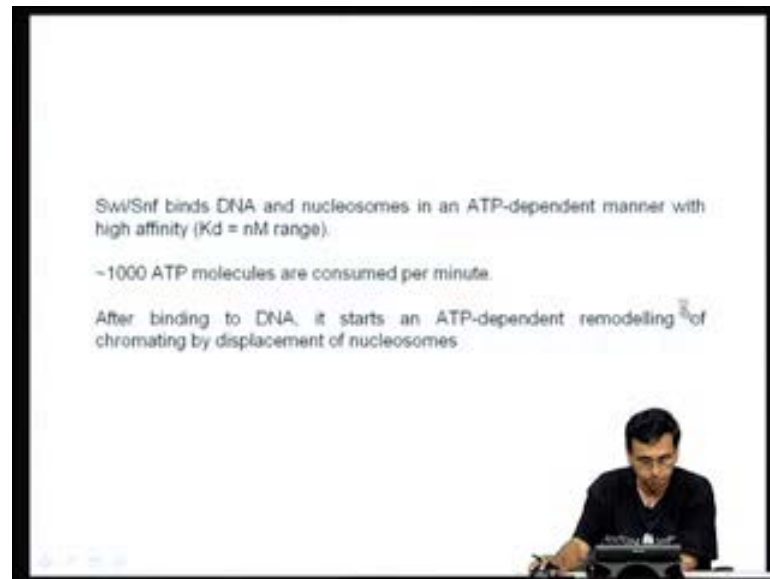 Swi/Snf binds DNA and nucleosomes in an ATP-dependent manner with
high affinity (Kd = nM range).
~1000 ATP molecules are consumed per minute.
After binding to DNA, it starts an ATP-dependent remodelling of
chromating by displacement of nucleosomes